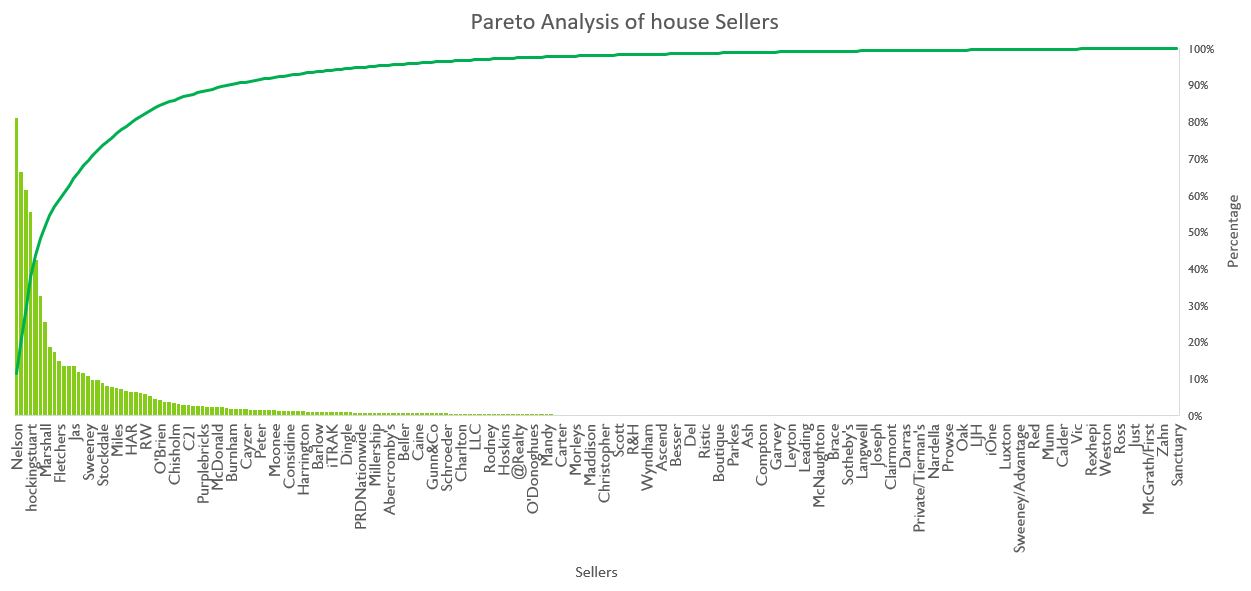 Pareto Analysis of house Sellers
100%
90%
80%
70%
60%
50%
40%
30%
20%
10%
0%
Percentage
Nelson
hockingstuart
Marshall
Fletchers
Jas
Sweeney
Stockdale
Miles
HAR
RW
O'Brien
Chisholm
C21
Purplebricks
McDonald
Burnham
Cayzer
Peter
Moonee
Considine
Harrington
Barlow
iTRAK
Dingle
PRDNationwide
Millership
Abercromby's
Beller
Caine
Gunn&Co
Schroeder
Charlton
LLC
Rodney
Hoskins
@Realty
O'Donoghues
Mandy
Carter
Morleys
Maddison
Christopher
Scott
R&H
Wyndham
Ascend
Besser
Del
Ristic
Boutique
Parkes
Ash
Compton
Garvey
Leyton
Leading
McNaughton
Brace
Sotheby's
Langwell
Joseph
Clairmont
Darras
Private/Tiernan's
Nardella
Prowse
Oak
LJH
iOne
Luxton
Sweeney/Advantage
Red
Munn
Calder
Vic
Rexhepi
Weston
Ross
Just
McGrath/First
Zahn
Sanctuary
Sellers